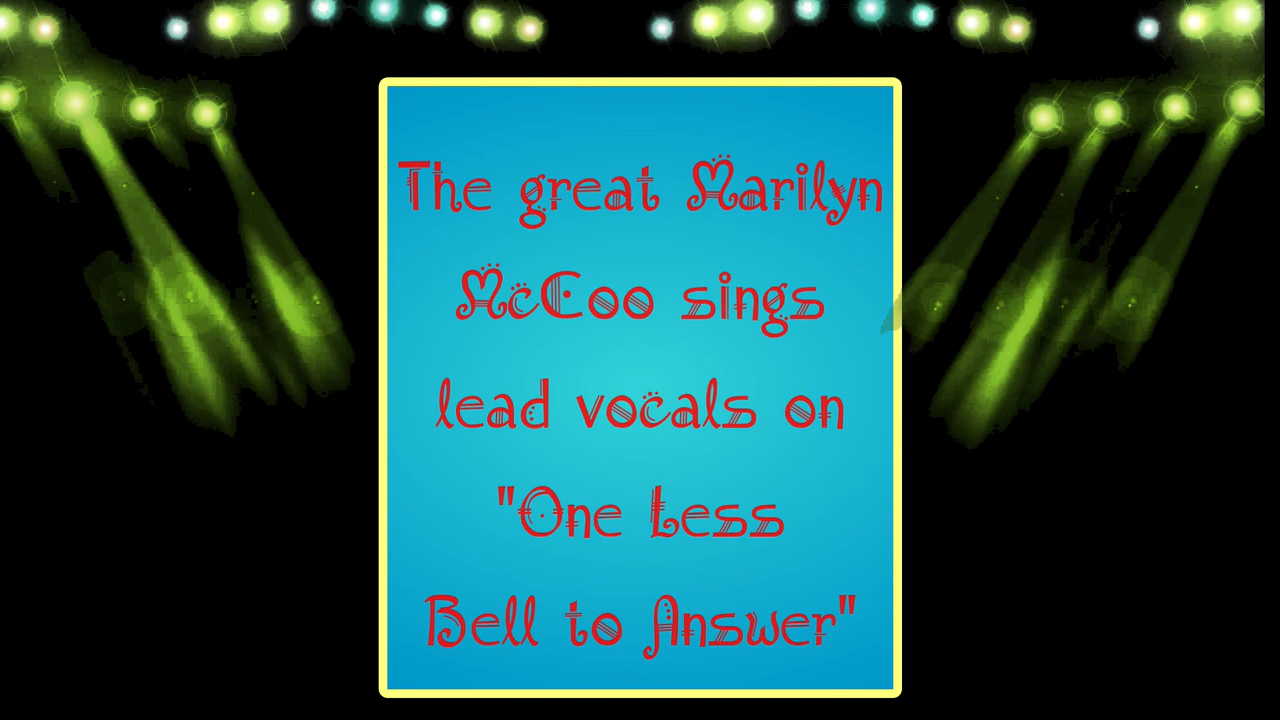 The great Marilyn
McCoo sings
lead vocals on
"One Less
Bell to Answer"